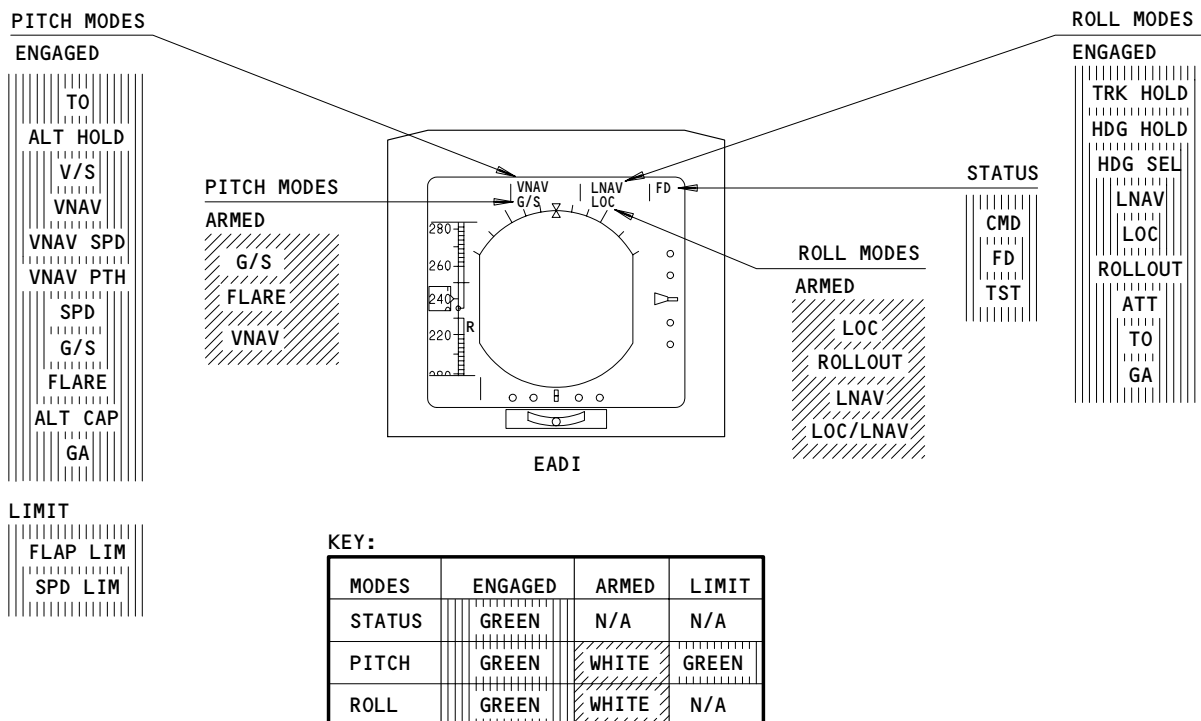 PITCH MODES
ENGAGED
TO
ALT HOLD
V/S
VNAV
VNAV SPD
VNAV PTH
SPD
G/S
FLARE
ALT CAP
GA
LIMIT
FLAP LIM
SPD LIM
PITCH MODES
ARMED
G/S
FLARE
VNAV
VNAV LNAV FD
G/S LOC
280
260
240
220
R
EADI
ROLL MODES
ARMED
LOC
ROLLOUT
LNAV
LOC/LNAV
STATUS
CMD
FD
TST
ROLL MODES
ENGAGED
TRK HOLD
HDG HOLD
HDG SEL
LNAV
LOC
ROLLOUT
ATT
TO
GA
KEY:
MODES ENGAGED ARMED LIMIT
STATUS GREEN N/A N/A
PITCH GREEN WHITE GREEN
ROLL GREEN WHITE N/A